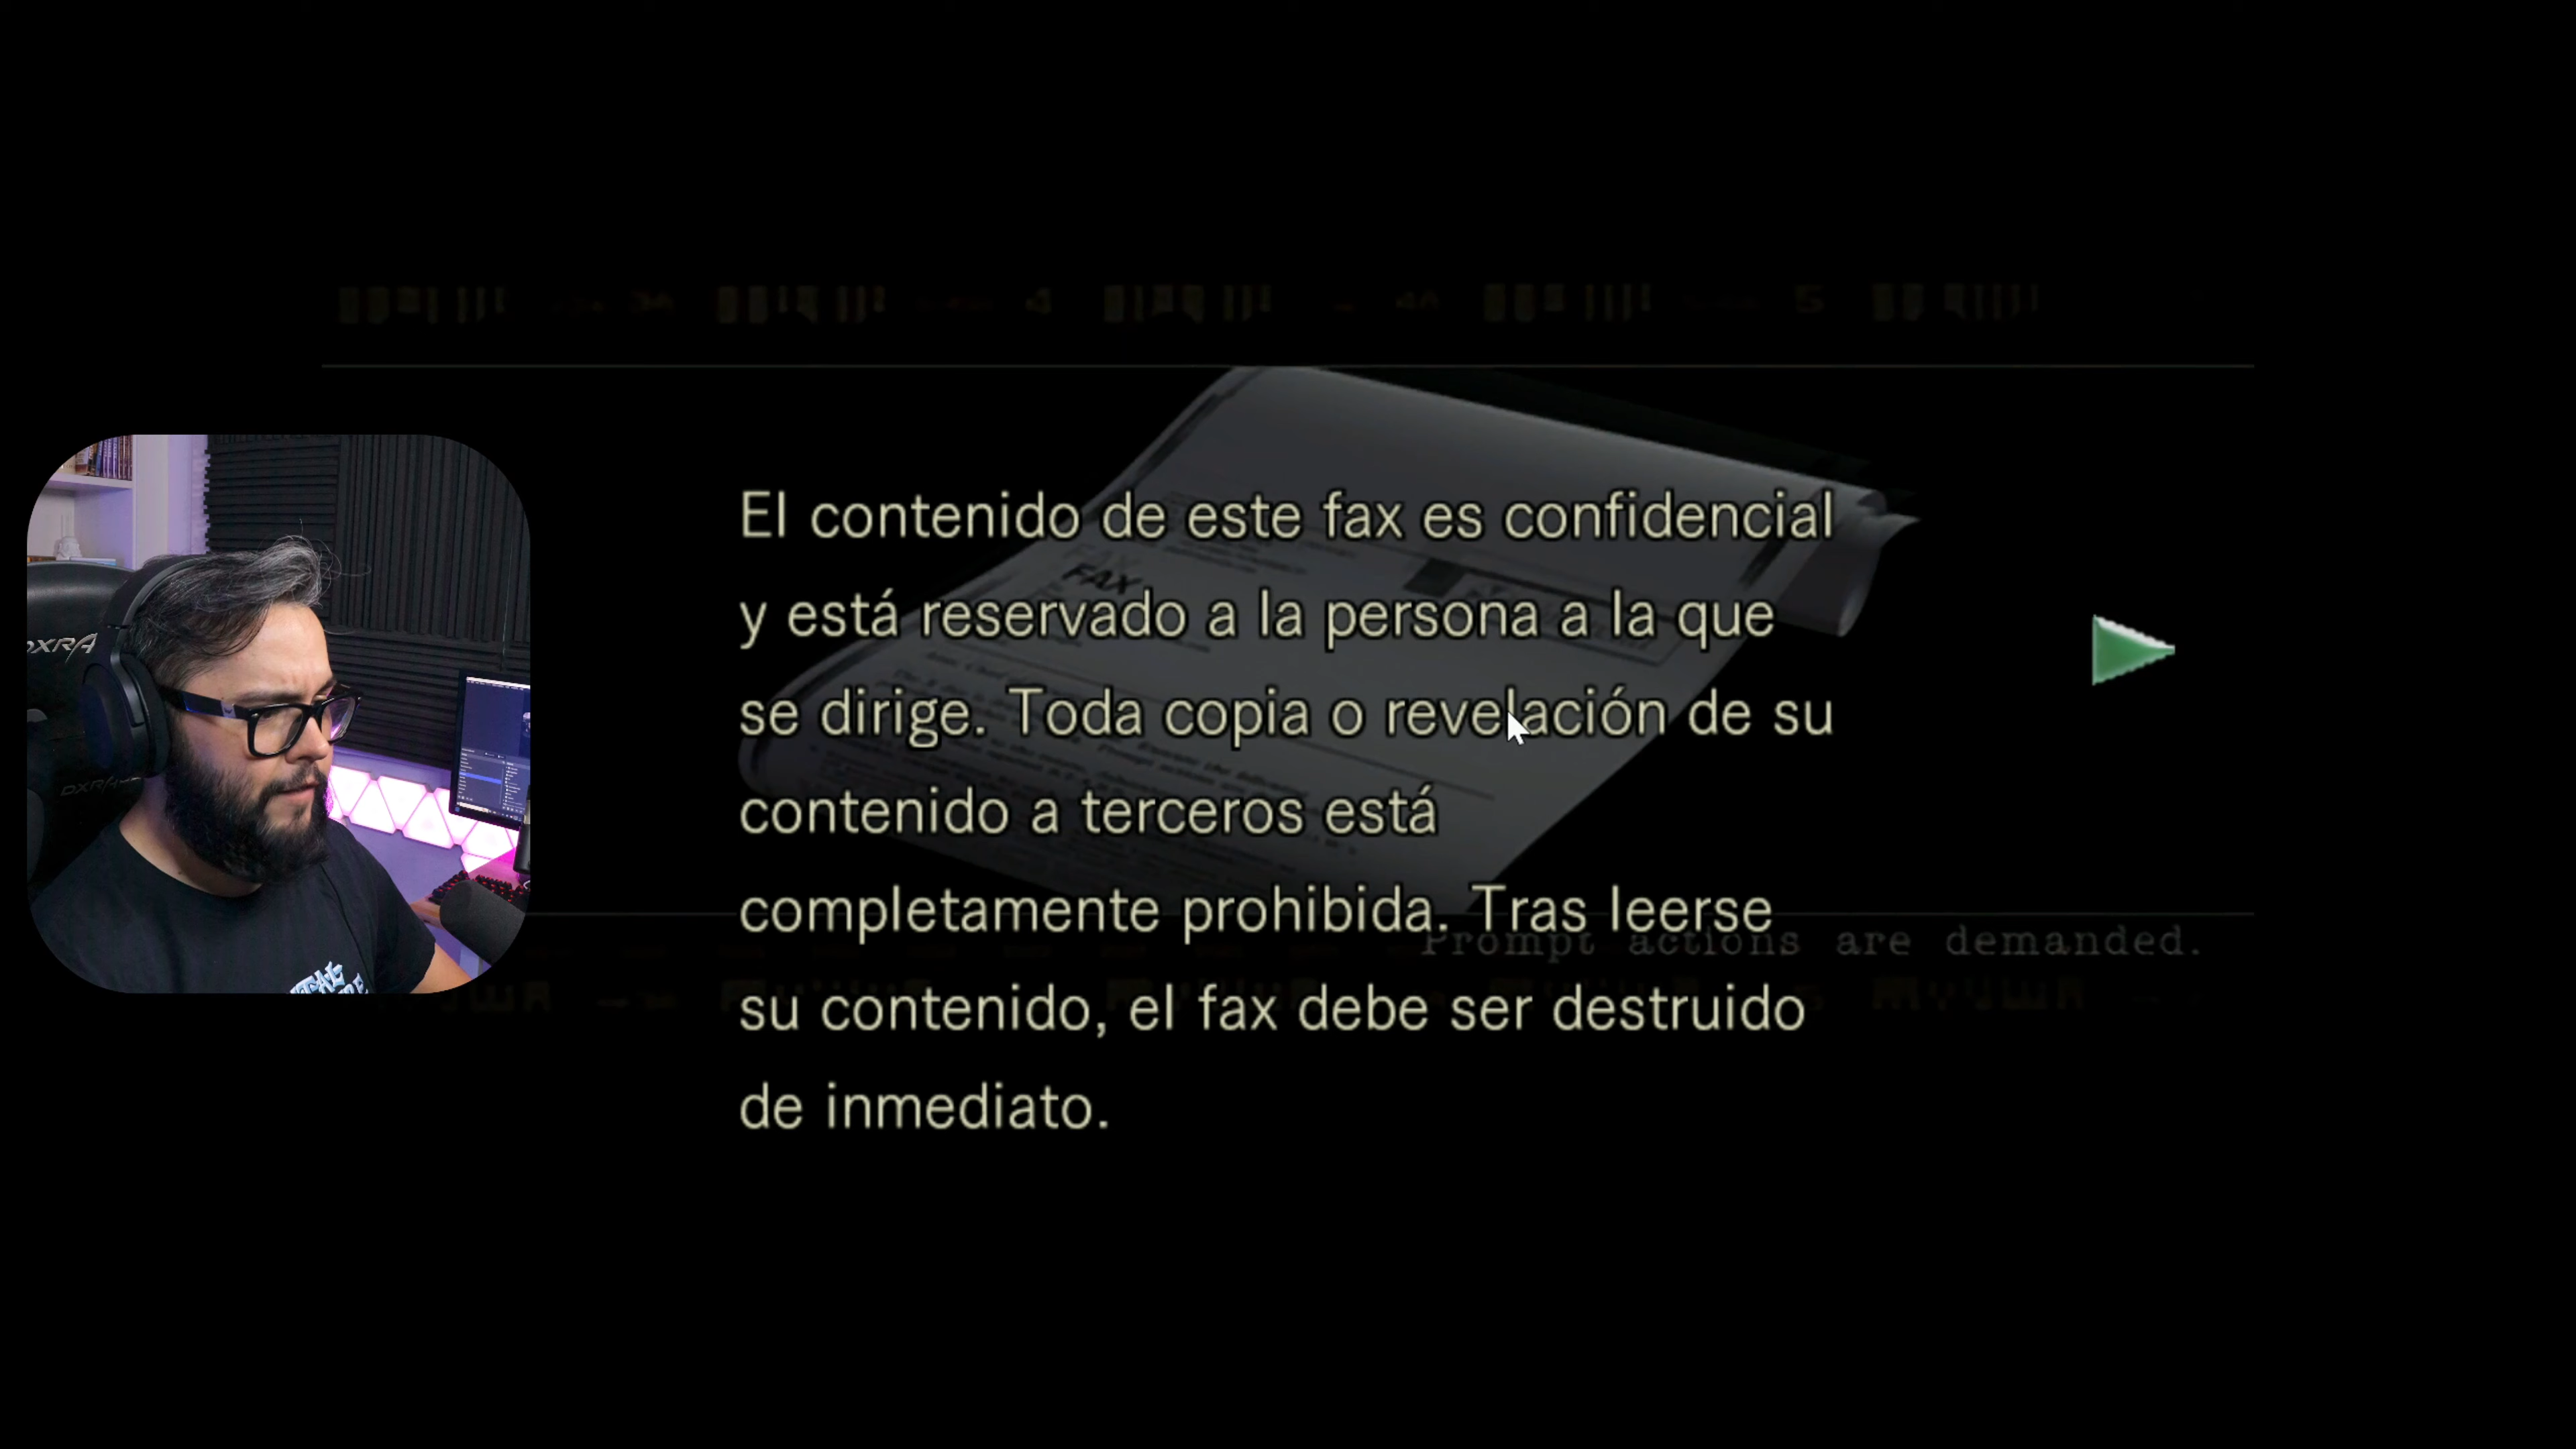 El contenido de este fax es confidencial
y está reservado a la persona a la que
se dirige. Toda copia o revelación de su
contenido a terceros está
completamente prohibida. Tras leerse
su contenido, el fax debe ser destruido
de inmediato.
Prompt actions are demanded.
FAX
DXRA